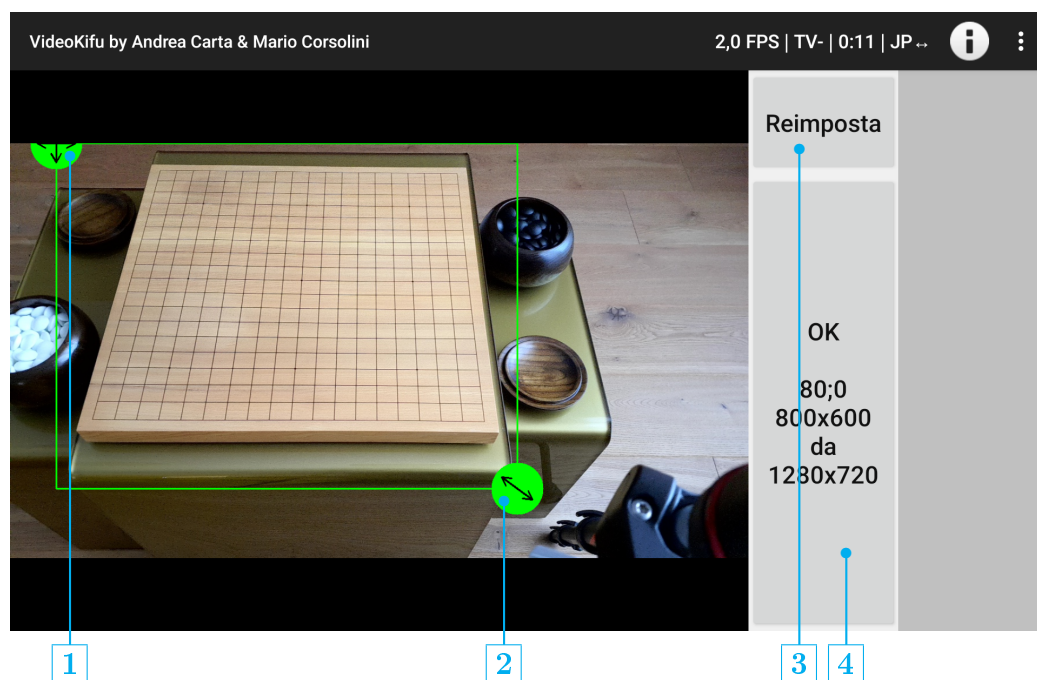 VideoKifu by Andrea Carta & Mario Corsolini
2,0 FPS | TV- | 0:11 | JP↔
Reimposta
OK
80;0
800x600
da
1280x720
1
2
3
4